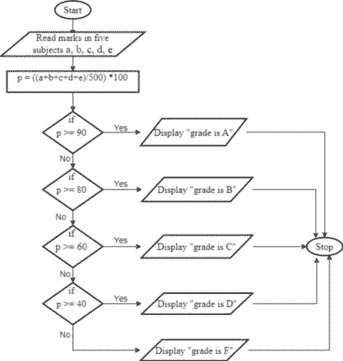 Start
Read marks in five
subjects a, b, c, d, e
p = ((a+b+c+d+e)/500) *100
if
p >= 90
Yes
Display "grade is A"
No
if
p >= 80
Yes
Display "grade is B"
No
if
p >= 60
Yes
Display "grade is C"
Stop
No
if
p >= 40
Yes
Display "grade is D"
No
Display "grade is F"